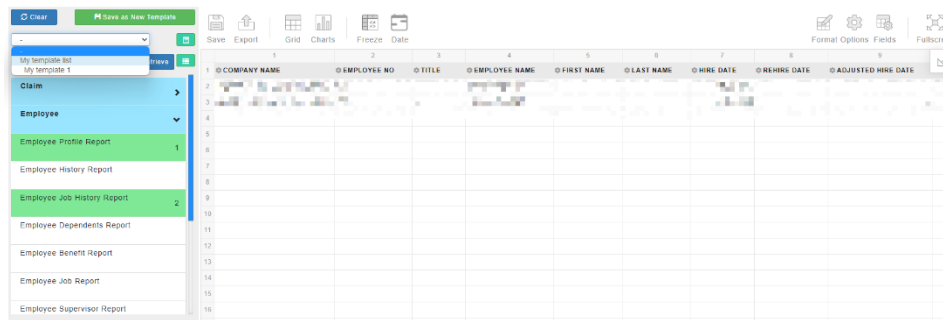 Clear
Save as New Template
-
My template list
My template 1
Claim
Employee
Employee Profile Report 1
Employee History Report
Employee Job History Report 2
Employee Dependents Report
Employee Benefit Report
Employee Job Report
Employee Supervisor Report
Save Export Grid Charts Freeze Date Format Options Fields
1 2 3 4 5 6 7 8 9
1 COMPANY NAME EMPLOYEE NO TITLE EMPLOYEE NAME FIRST NAME LAST NAME HIRE DATE REHIRE DATE ADJUSTED HIRE DATE
2
3
4
5
6
7
8
9
10
11
12
13
14
15
16